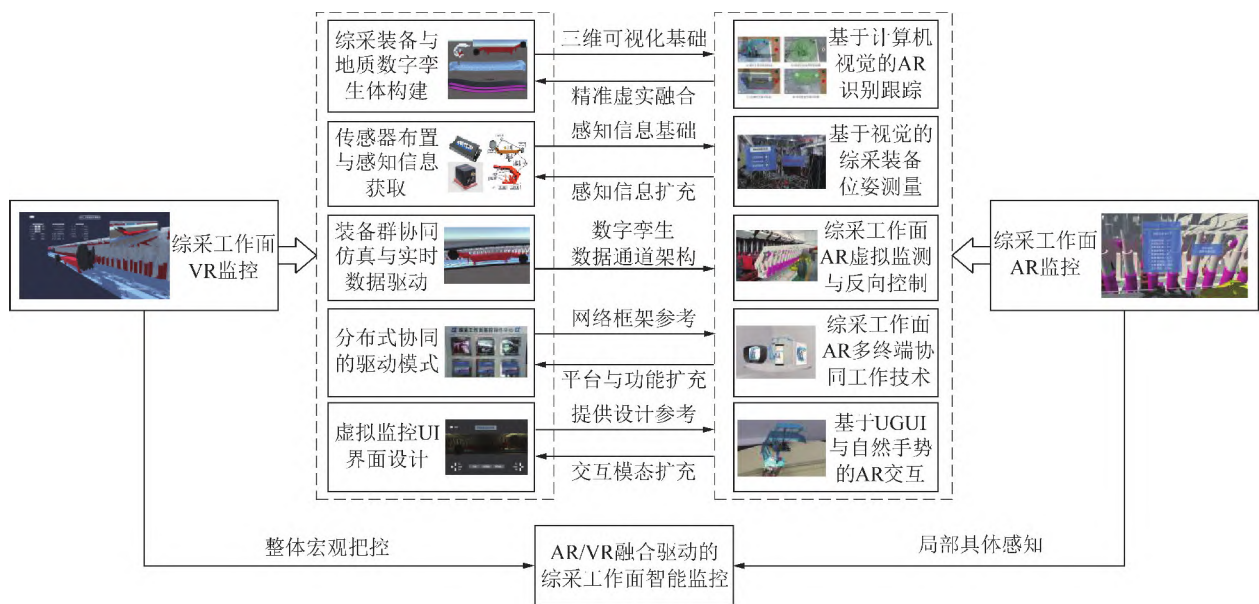 综采装备与
地质数字孪
生体构建
三维可视化基础
精准虚实融合
基于计算机
视觉的AR
识别跟踪
传感器布置
与感知信息
获取
感知信息基础
感知信息扩充
基于视觉的
综采装备
位姿测量
综采工作面
VR监控
装备群协同
仿真与实时
数据驱动
数字孪生
数据通道架构
综采工作面
AR虚拟监测
与反向控制
综采工作面
AR监控
分布式协同
的驱动模式
网络框架参考
平台与功能扩充
综采工作面
AR多终端协
同工作技术
虚拟监控UI
界面设计
提供设计参考
交互模态扩充
基于UGUI
与自然手势
的AR交互
整体宏观把控
AR/VR融合驱动的
综采工作面智能监控
局部具体感知